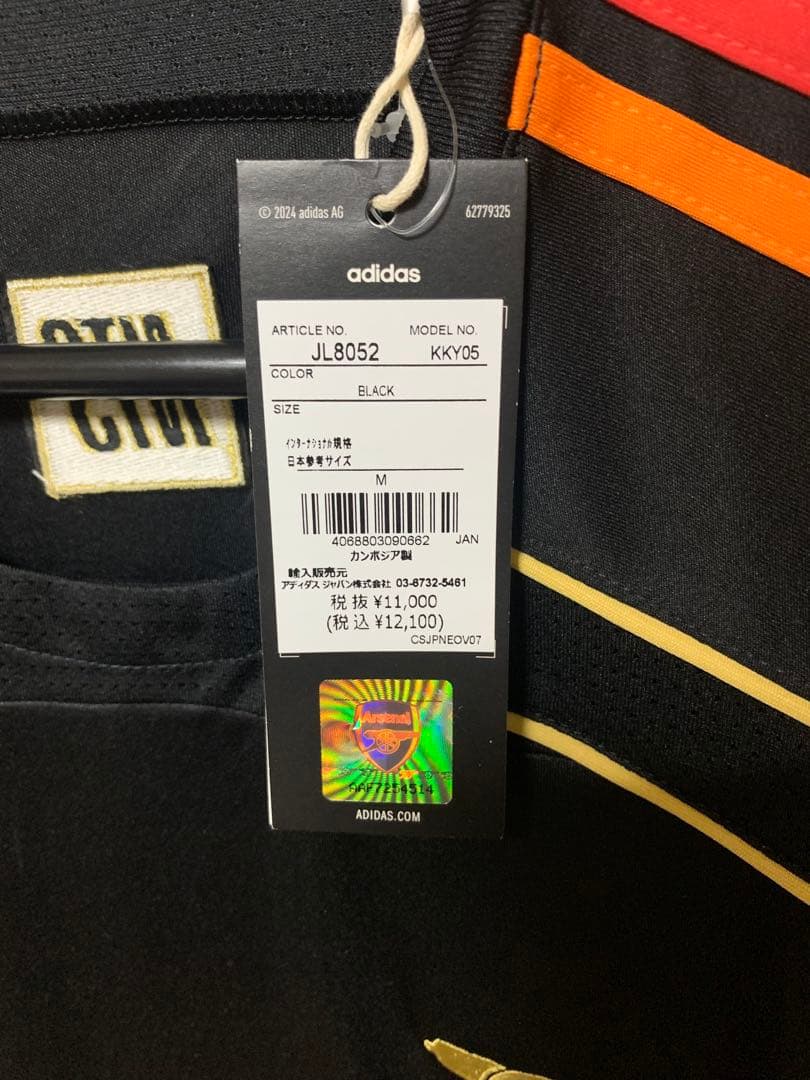 © 2024 adidas AG 62779325
adidas
ARTICLE NO. MODEL NO.
JL8052 KKY05
COLOR
BLACK
SIZE
インターナショナル規格
日本参考サイズ
M
4068803090662 JAN
カンボジア製
輸入販売元
アディダス ジャパン株式会社 03-6732-5461
税抜 ¥11,000
(税込 ¥12,100)
CSJPNEOV07
Arsenal
AAF7254514
ADIDAS.COM